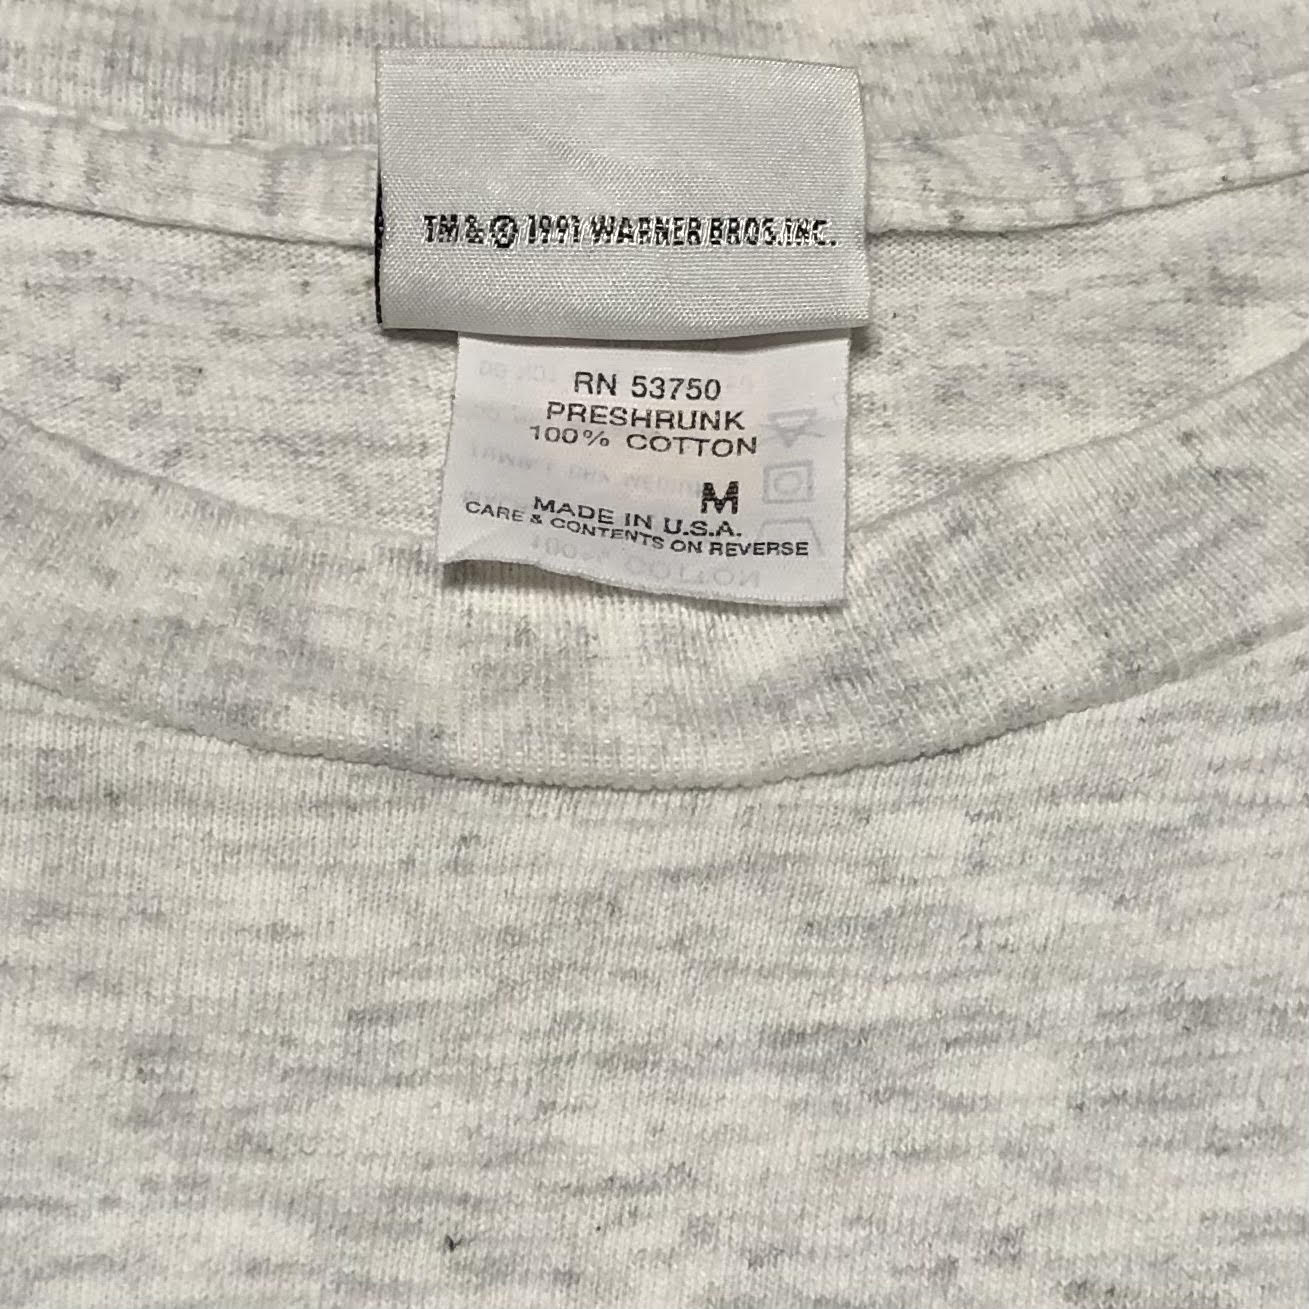 TM & © 1991 WARNER BROS. INC.
RN 53750
PRESHRUNK
100% COTTON
M
MADE IN U.S.A.
CARE & CONTENTS ON REVERSE